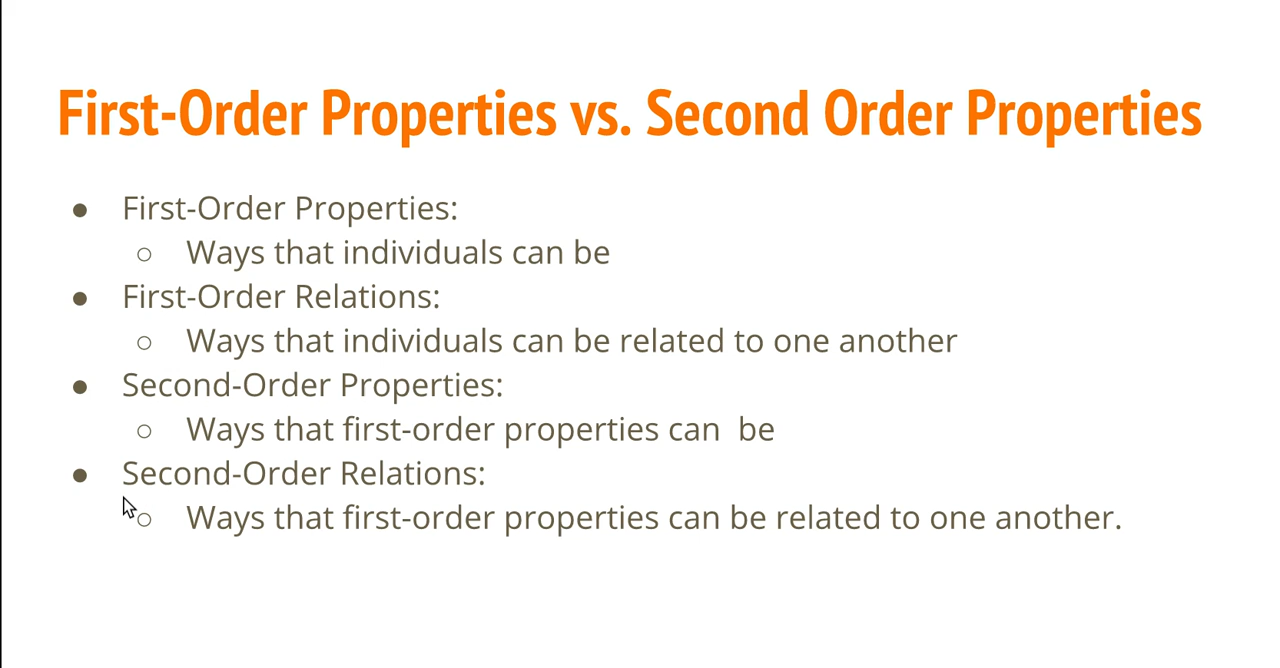 First-Order Properties vs. Second Order Properties
● First-Order Properties:
○ Ways that individuals can be
● First-Order Relations:
○ Ways that individuals can be related to one another
● Second-Order Properties:
○ Ways that first-order properties can  be
● Second-Order Relations:
○ Ways that first-order properties can be related to one another.